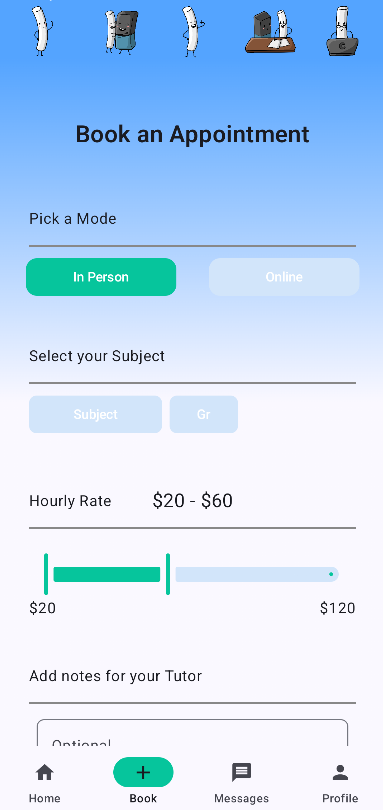 Book an Appointment
Pick a Mode
In Person Online
Select your Subject
Subject Gr
Hourly Rate $20 - $60
$20 $120
Add notes for your Tutor
Optional
Home Book Messages Profile